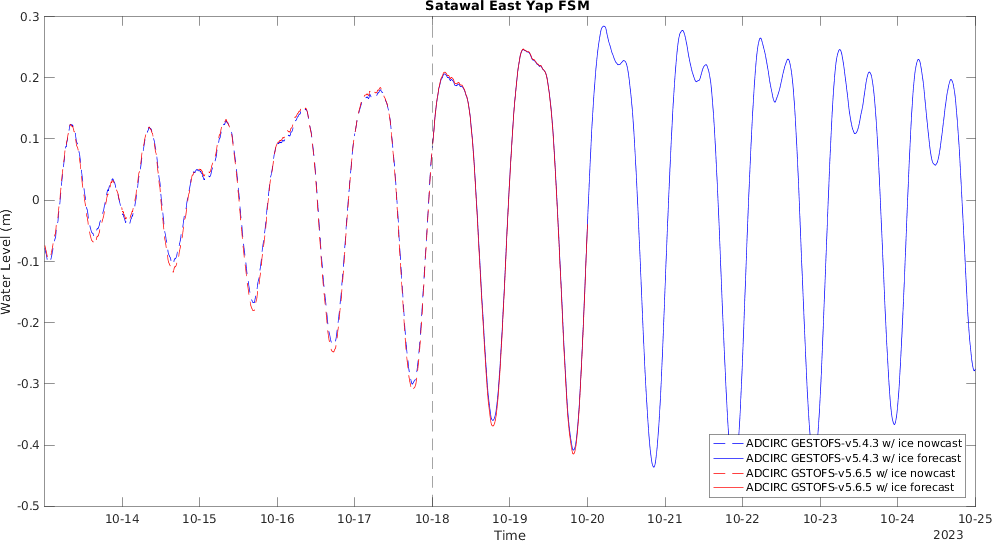 Satawal East Yap FSM
0.3
0.2
0.1
0
-0.1
-0.2
-0.3
-0.4
-0.5
Water Level (m)
ADCIRC GESTOFS-v5.4.3 w/ ice nowcast
ADCIRC GESTOFS-v5.4.3 w/ ice forecast
ADCIRC GSTOFS-v5.6.5 w/ ice nowcast
ADCIRC GSTOFS-v5.6.5 w/ ice forecast
10-14 10-15 10-16 10-17 10-18 10-19 10-20 10-21 10-22 10-23 10-24 10-25
Time
2023